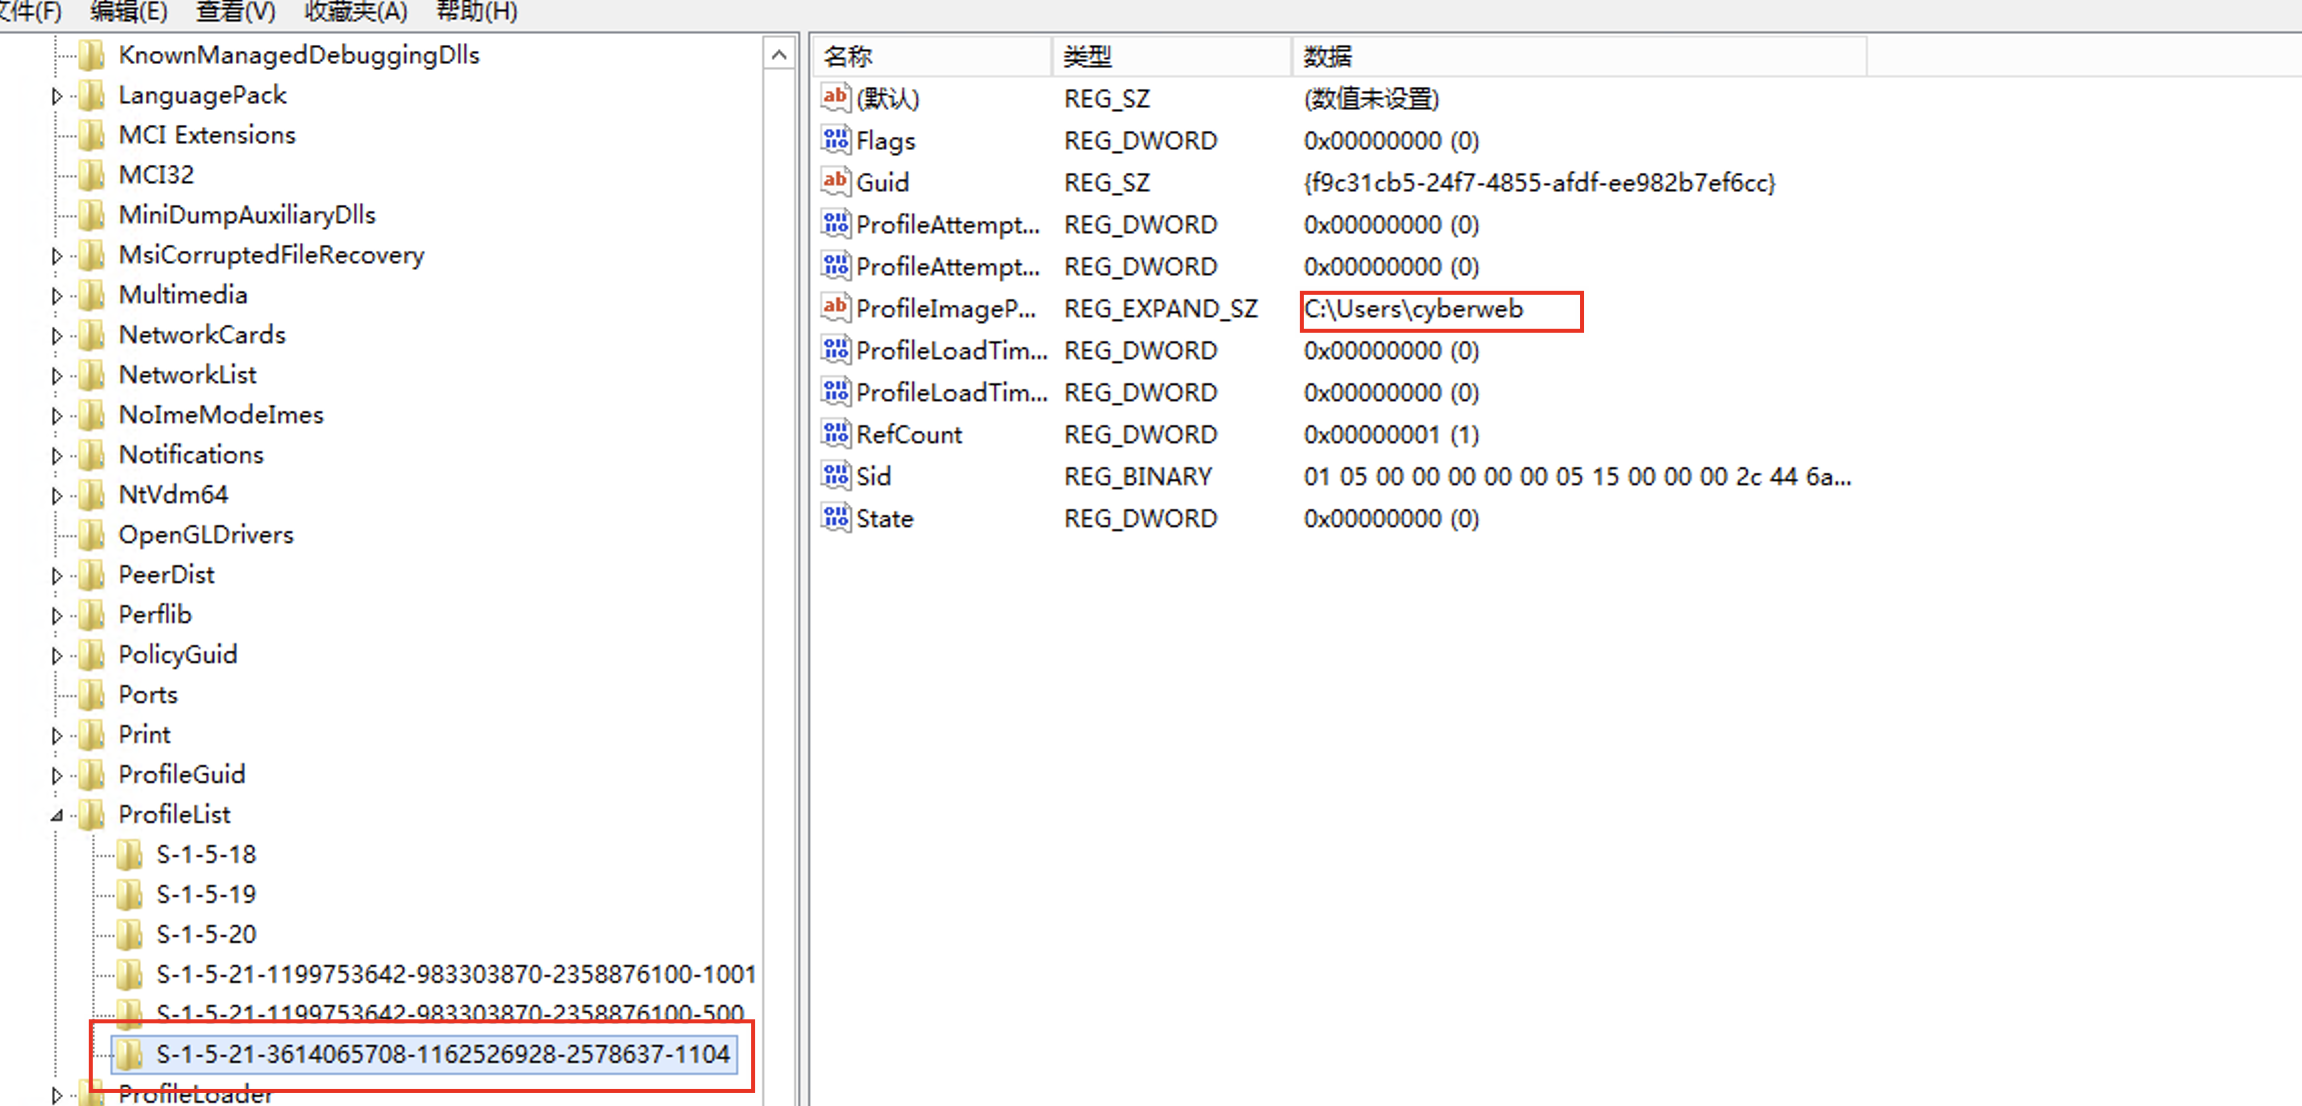 文件(F) 编辑(E) 查看(V) 收藏夹(A) 帮助(H)
KnownManagedDebuggingDlls
LanguagePack
MCI Extensions
MCI32
MiniDumpAuxiliaryDlls
MsiCorruptedFileRecovery
Multimedia
NetworkCards
NetworkList
NoImeModeImes
Notifications
NtVdm64
OpenGLDrivers
PeerDist
Perflib
PolicyGuid
Ports
Print
ProfileGuid
ProfileList
S-1-5-18
S-1-5-19
S-1-5-20
S-1-5-21-1199753642-983303870-2358876100-1001
S-1-5-21-1199753642-983303870-2358876100-500
S-1-5-21-3614065708-1162526928-2578637-1104
ProfileLoader
名称 类型 数据
(默认) REG_SZ (数值未设置)
Flags REG_DWORD 0x00000000 (0)
Guid REG_SZ {f9c31cb5-24f7-4855-afdf-ee982b7ef6cc}
ProfileAttempt... REG_DWORD 0x00000000 (0)
ProfileAttempt... REG_DWORD 0x00000000 (0)
ProfileImageP... REG_EXPAND_SZ C:\Users\cyberweb
ProfileLoadTim... REG_DWORD 0x00000000 (0)
ProfileLoadTim... REG_DWORD 0x00000000 (0)
RefCount REG_DWORD 0x00000001 (1)
Sid REG_BINARY 01 05 00 00 00 00 00 05 15 00 00 00 2c 44 6a...
State REG_DWORD 0x00000000 (0)